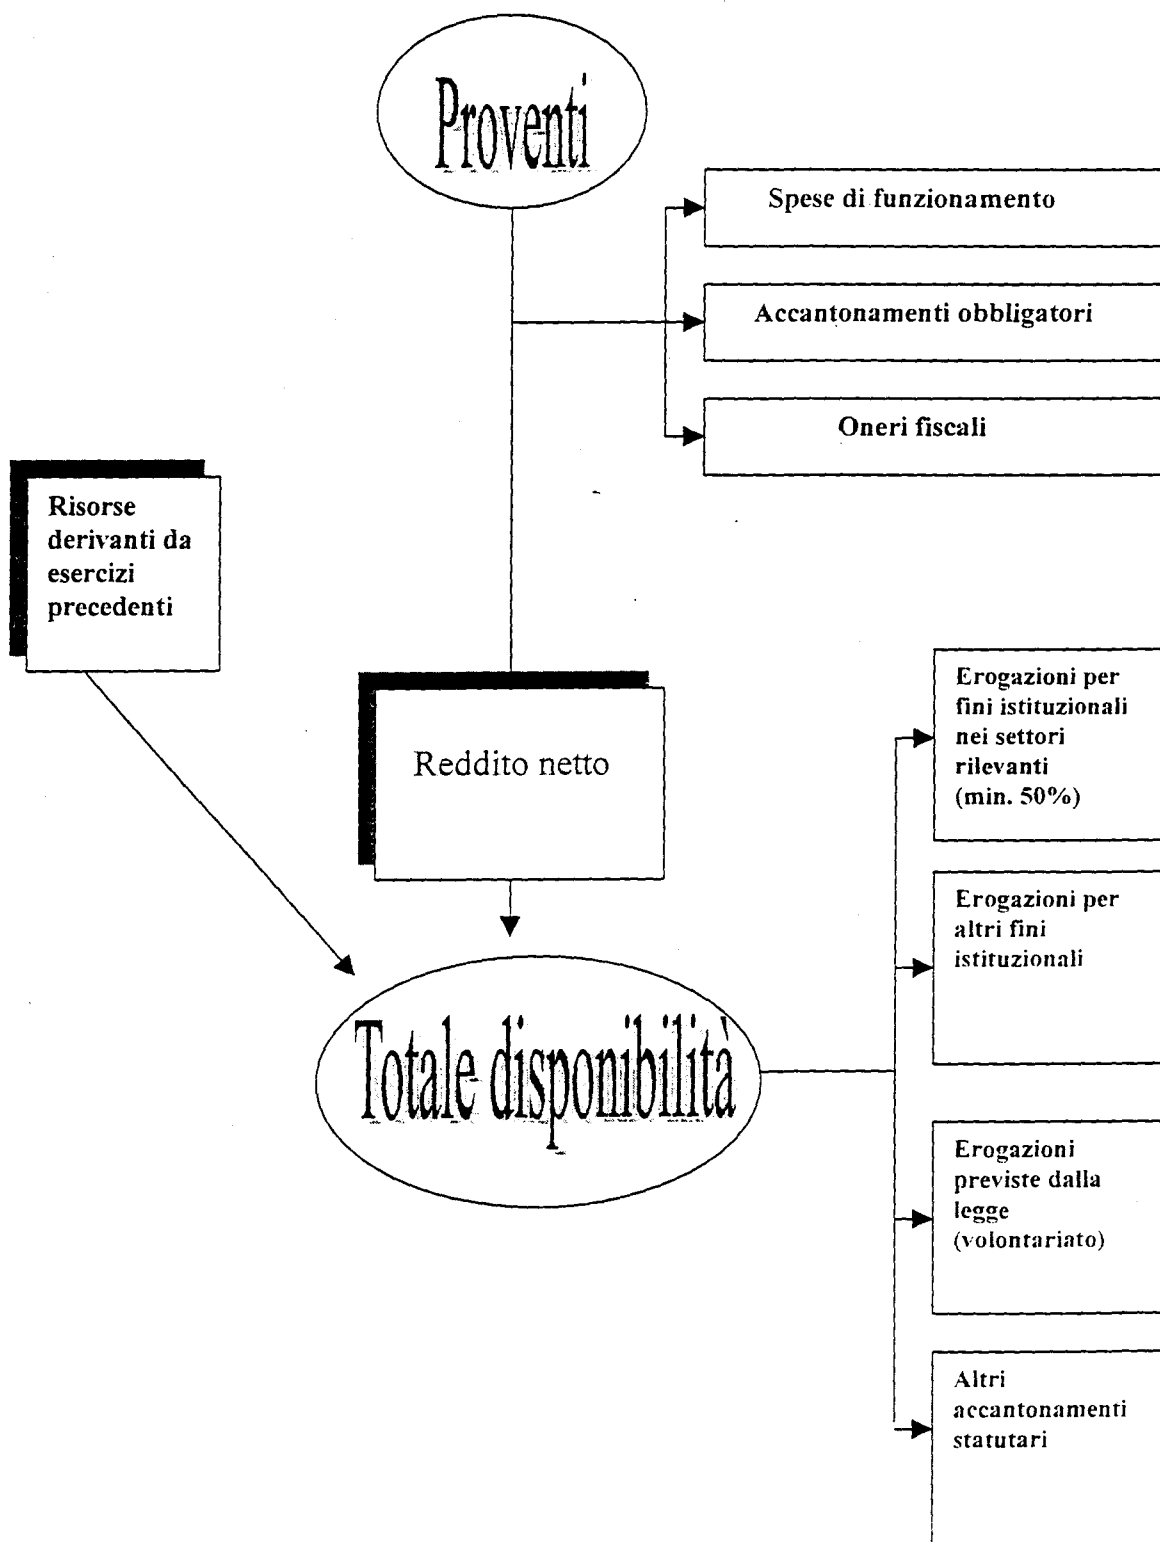 Proventi
Spese di funzionamento
Accantonamenti obbligatori
Oneri fiscali
Risorse
derivanti da
esercizi
precedenti
Reddito netto
Erogazioni per
fini istituzionali
nei settori
rilevanti
(min. 50%)
Erogazioni per
altri fini
istituzionali
Totale disponibilità
Erogazioni
previste dalla
legge
(volontariato)
Altri
accantonamenti
statutari